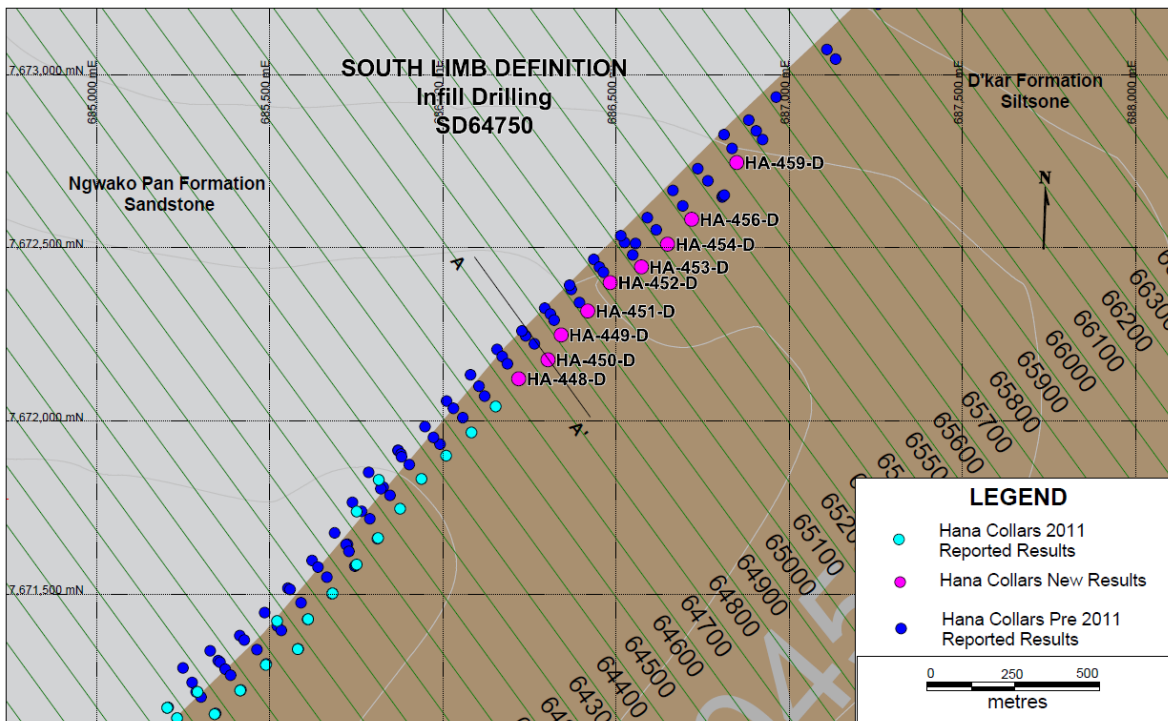 685,000 mE
685,500 mE
686,500 mE
687,000 mE
687,500 mE
688,000 mE
7,673,000 mN
SOUTH LIMB DEFINITION
Infill Drilling
SD64750
D'kar Formation
Siltsone
Ngwako Pan Formation
Sandstone
N
HA-459-D
HA-456-D
7,672,500 mN
HA-454-D
HA-453-D
HA-452-D
HA-451-D
HA-449-D
HA-450-D
HA-448-D
A
A'
7,672,000 mN
7,671,500 mN
66300
66200
66100
66000
65900
65800
65700
65600
65100
65000
64900
64800
64700
64600
64500
64400
LEGEND
Hana Collars 2011
Reported Results
Hana Collars New Results
Hana Collars Pre 2011
Reported Results
0 250 500
metres